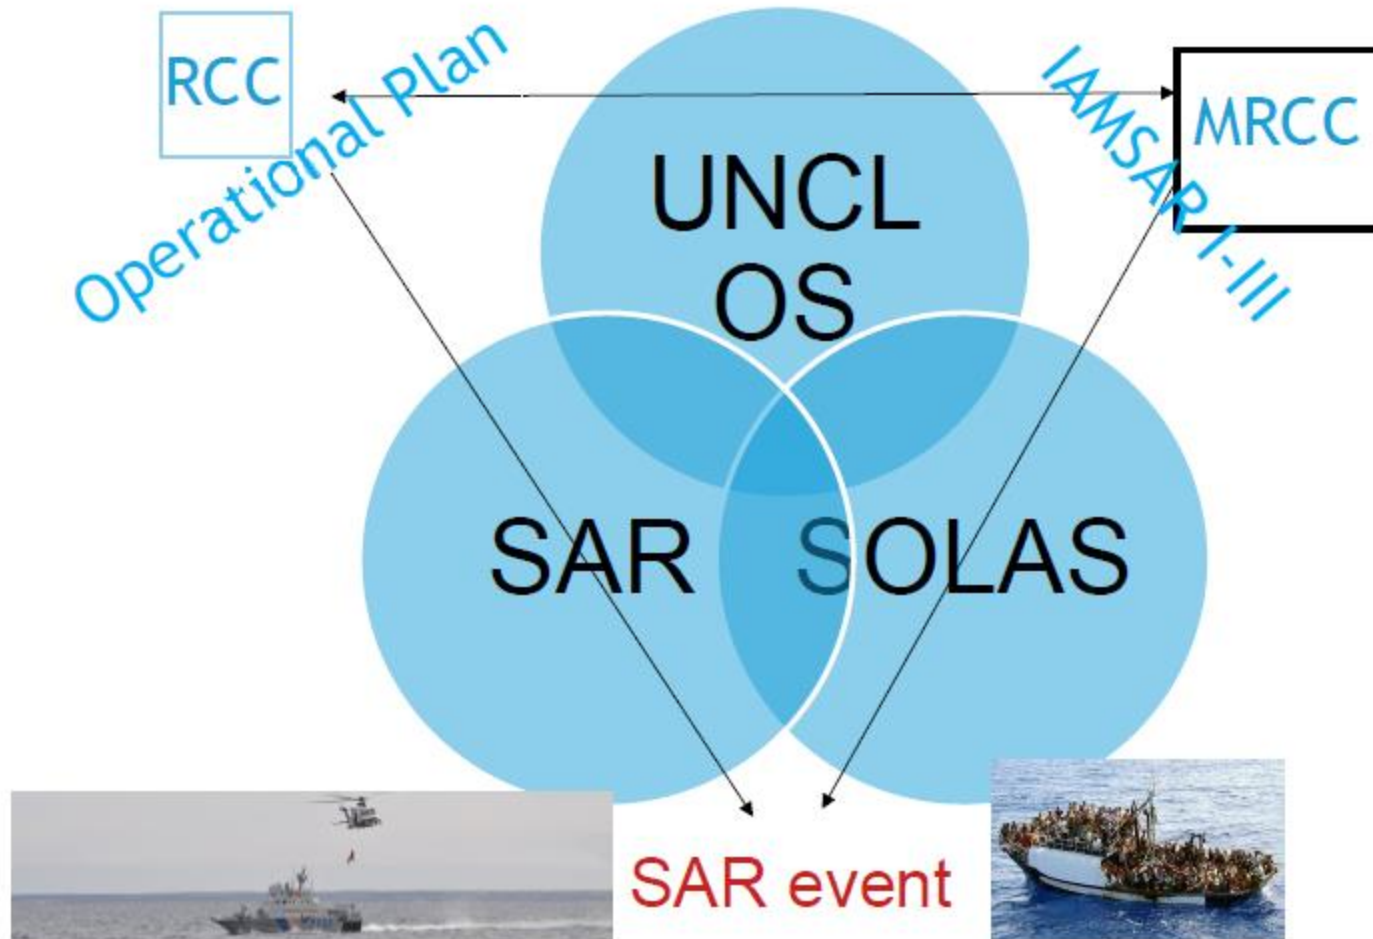 RCC
Operational Plan
IAMSAR I-III
MRCC
UNCL
OS
SAR
SOLAS
SAR event